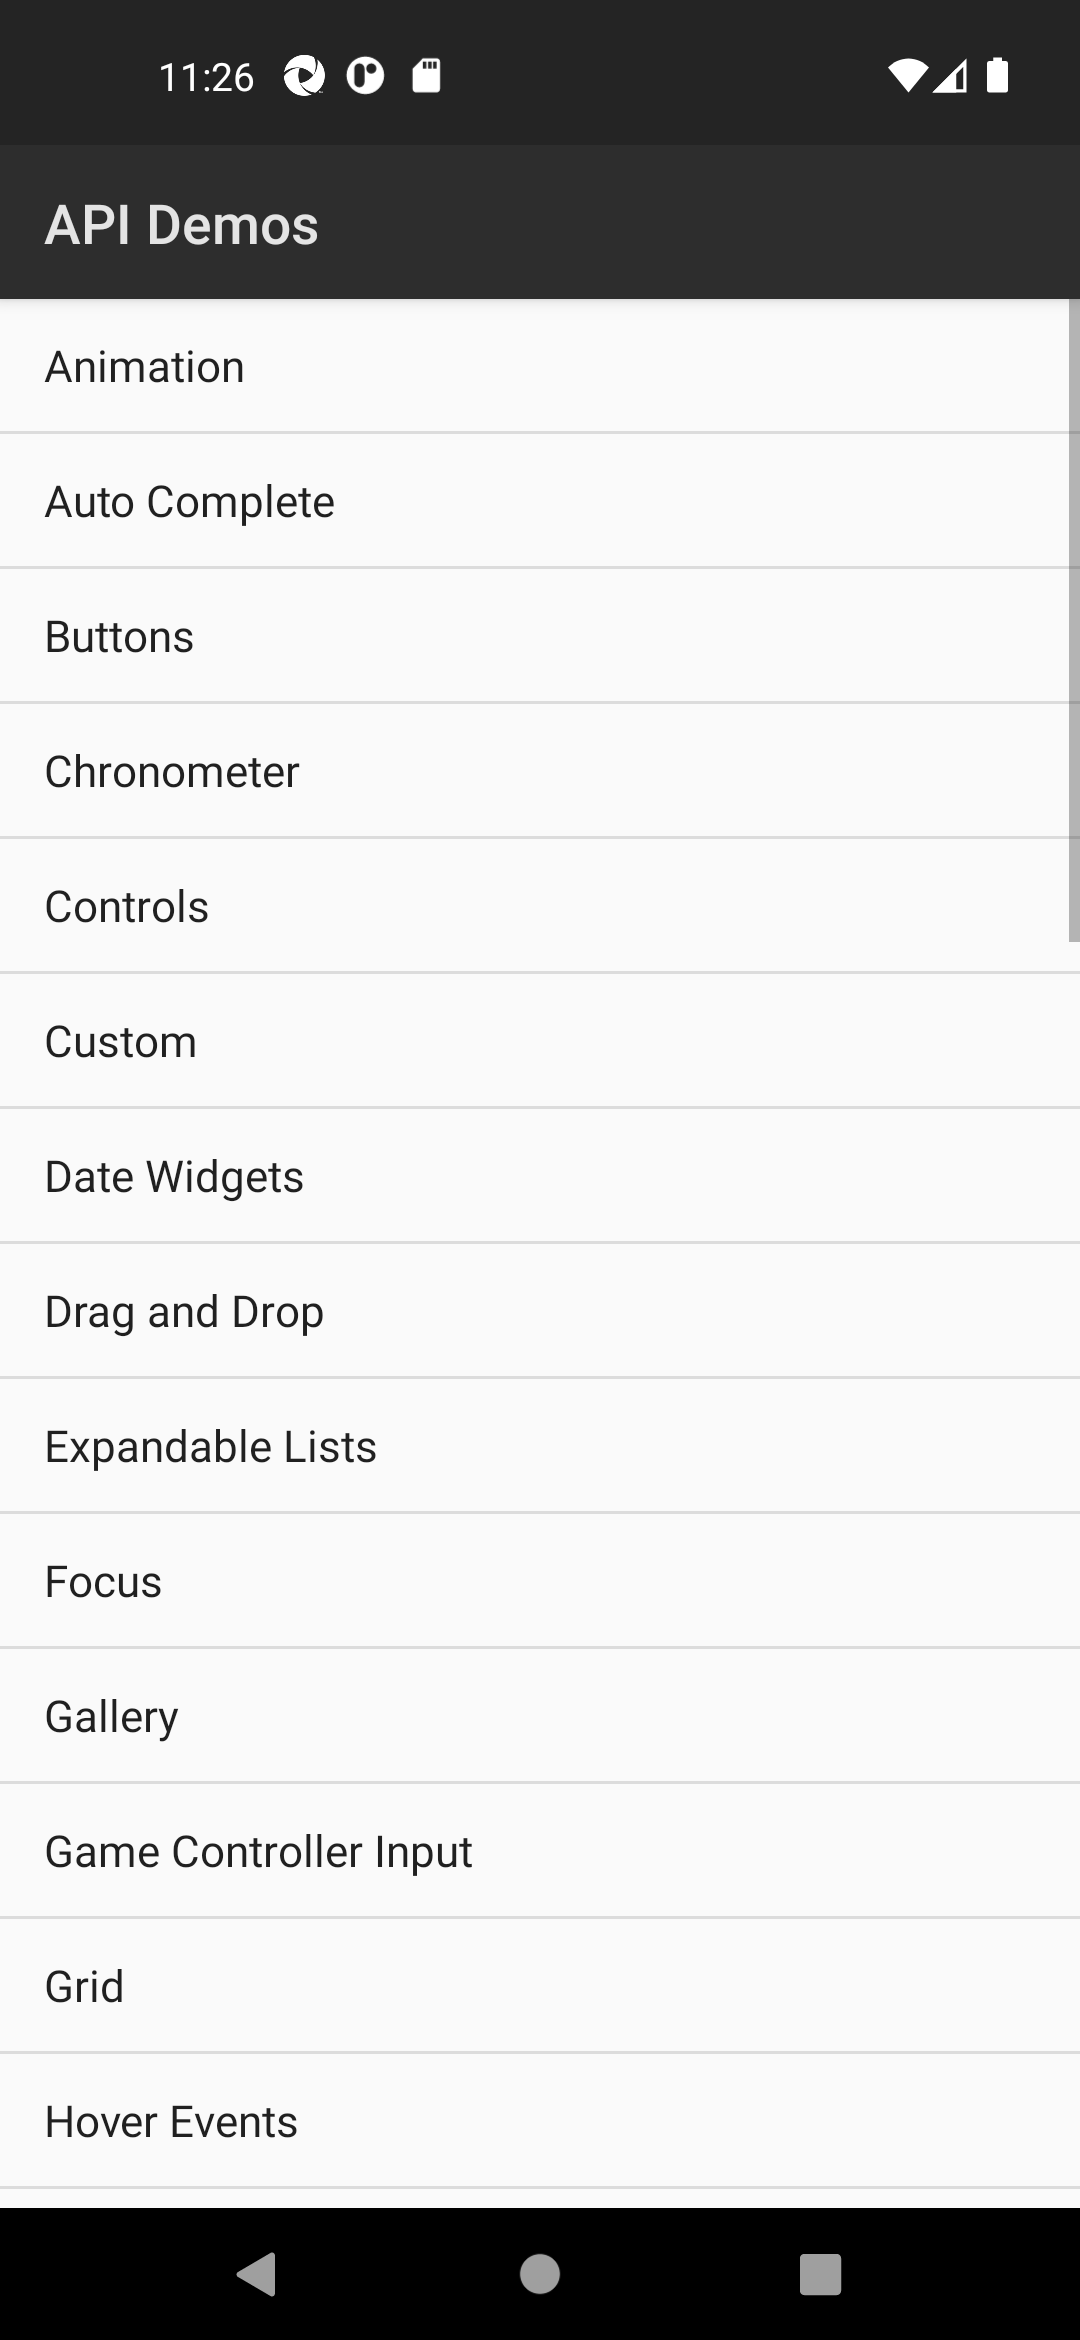 11:26
API Demos
Animation
Auto Complete
Buttons
Chronometer
Controls
Custom
Date Widgets
Drag and Drop
Expandable Lists
Focus
Gallery
Game Controller Input
Grid
Hover Events